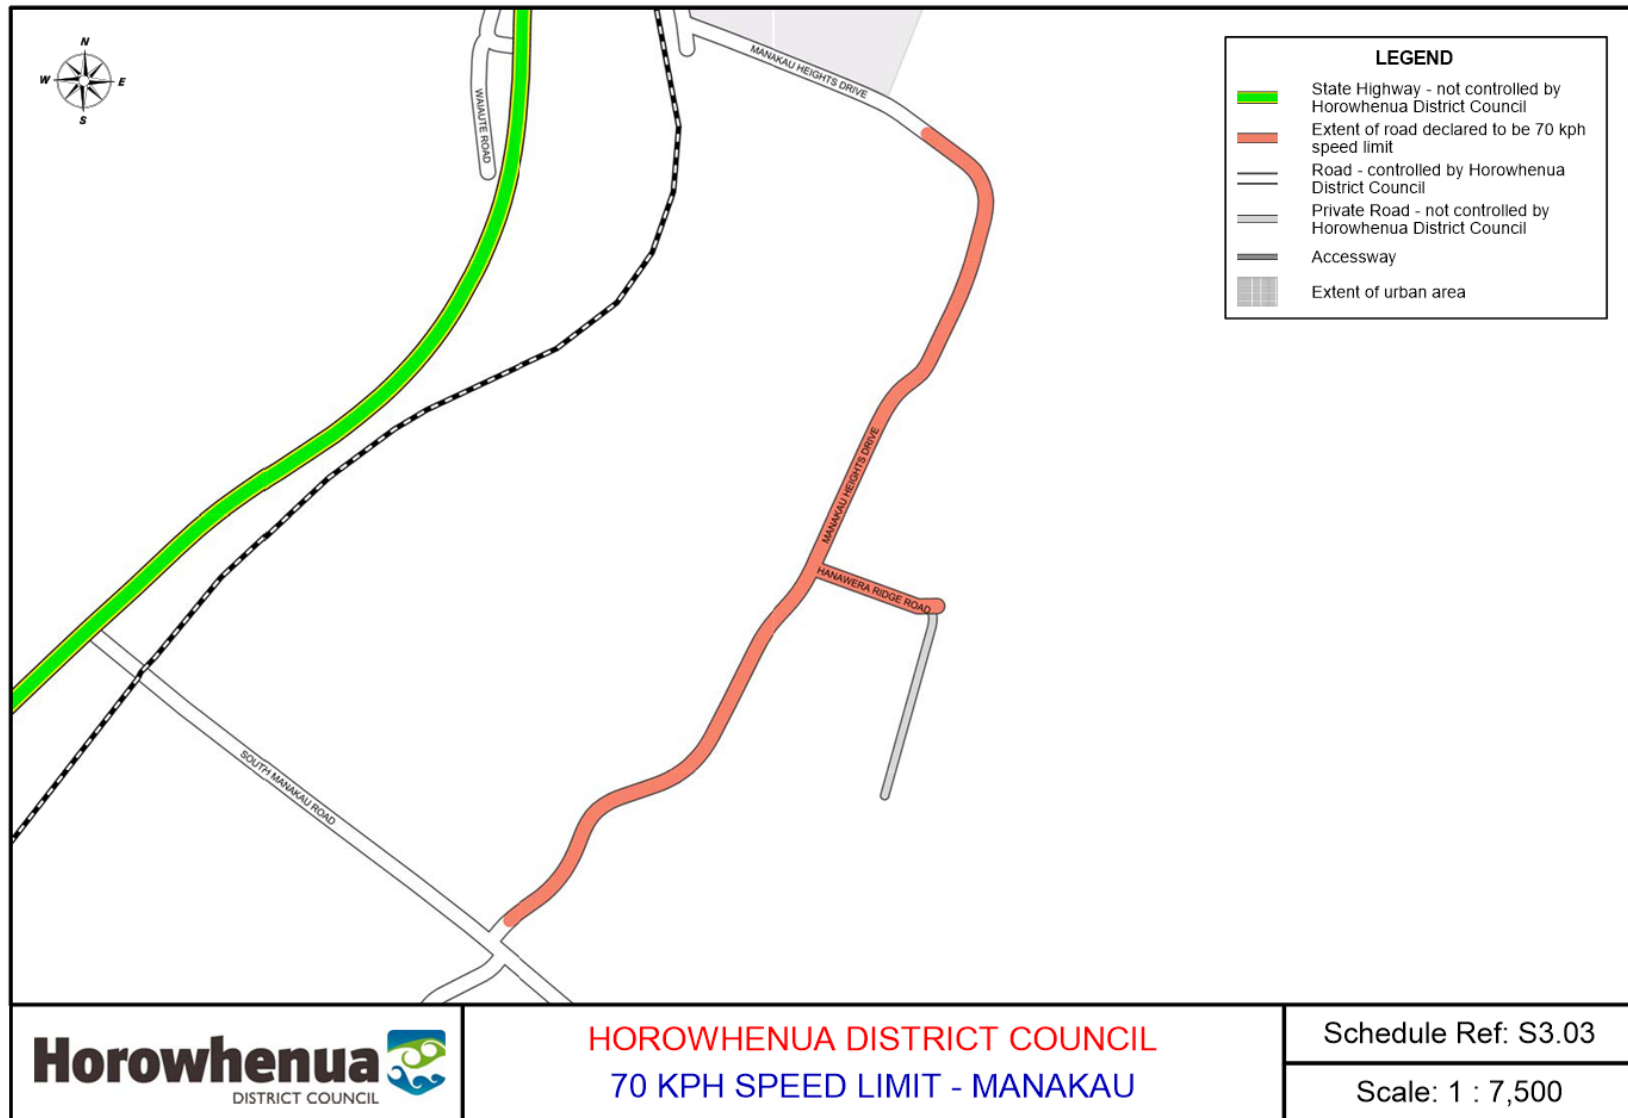 N
W
E
S
WAIAUTE ROAD
MANAKAU HEIGHTS DRIVE
LEGEND
State Highway - not controlled by
Horowhenua District Council
Extent of road declared to be 70 kph
speed limit
Road - controlled by Horowhenua
District Council
Private Road - not controlled by
Horowhenua District Council
Accessway
Extent of urban area
MANAKAU HEIGHTS DRIVE
HANAWERA RIDGE ROAD
SOUTH MANAKAU ROAD
Horowhenua
DISTRICT COUNCIL
HOROWHENUA DISTRICT COUNCIL
70 KPH SPEED LIMIT - MANAKAU
Schedule Ref: S3.03
Scale: 1 : 7,500